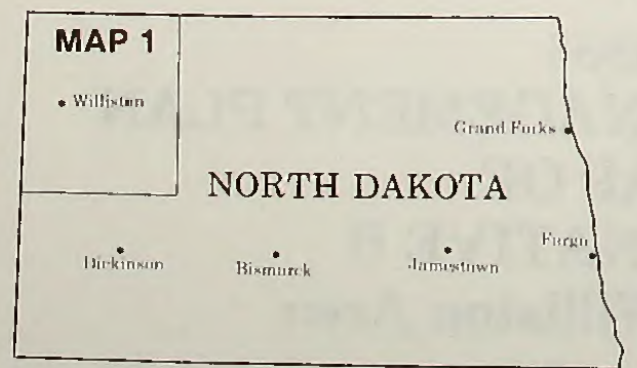 MAP 1
Williston
Grand Forks
NORTH DAKOTA
Fargo
Dickinson
Bismarck
Jamestown